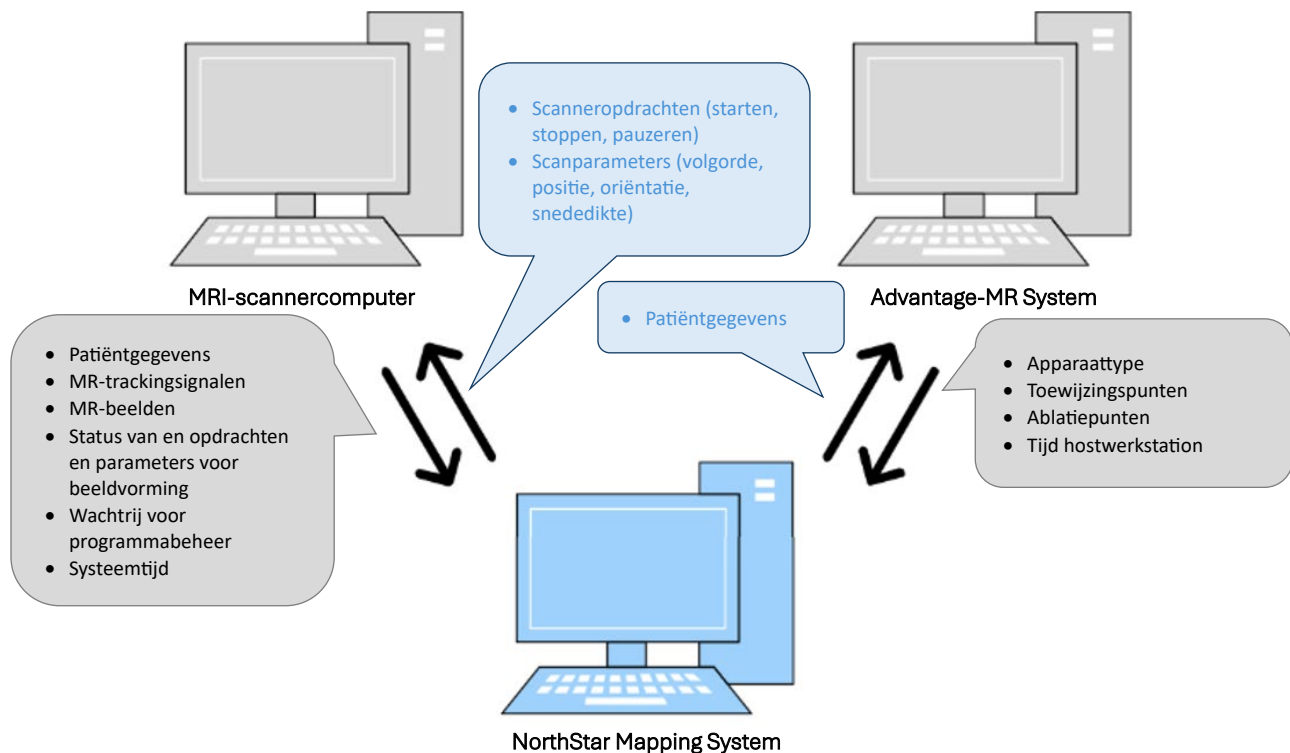 • Scanneropdrachten (starten,
stoppen, pauzeren)
• Scanparameters (volgorde,
positie, oriëntatie,
snededikte)
MRI-scannercomputer
Advantage-MR System
• Patiëntgegevens
• Patiëntgegevens
• MR-trackingsignalen
• MR-beelden
• Status van en opdrachten
en parameters voor
beeldvorming
• Wachtrij voor
programmabeheer
• Systeemtijd
• Apparaattype
• Toewijzingspunten
• Ablatiepunten
• Tijd hostwerkstation
NorthStar Mapping System